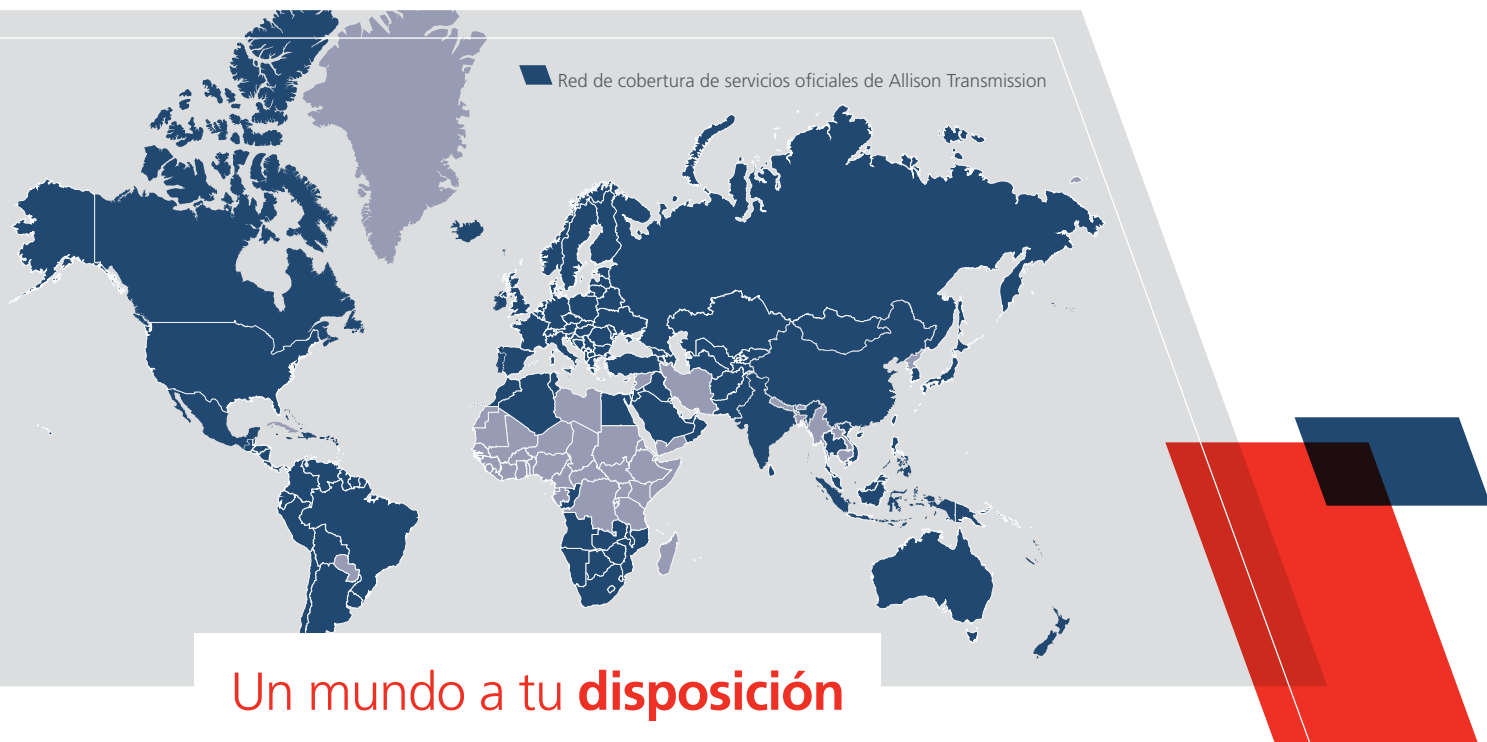 Red de cobertura de servicios oficiales de Allison Transmission
Un mundo a tu disposición